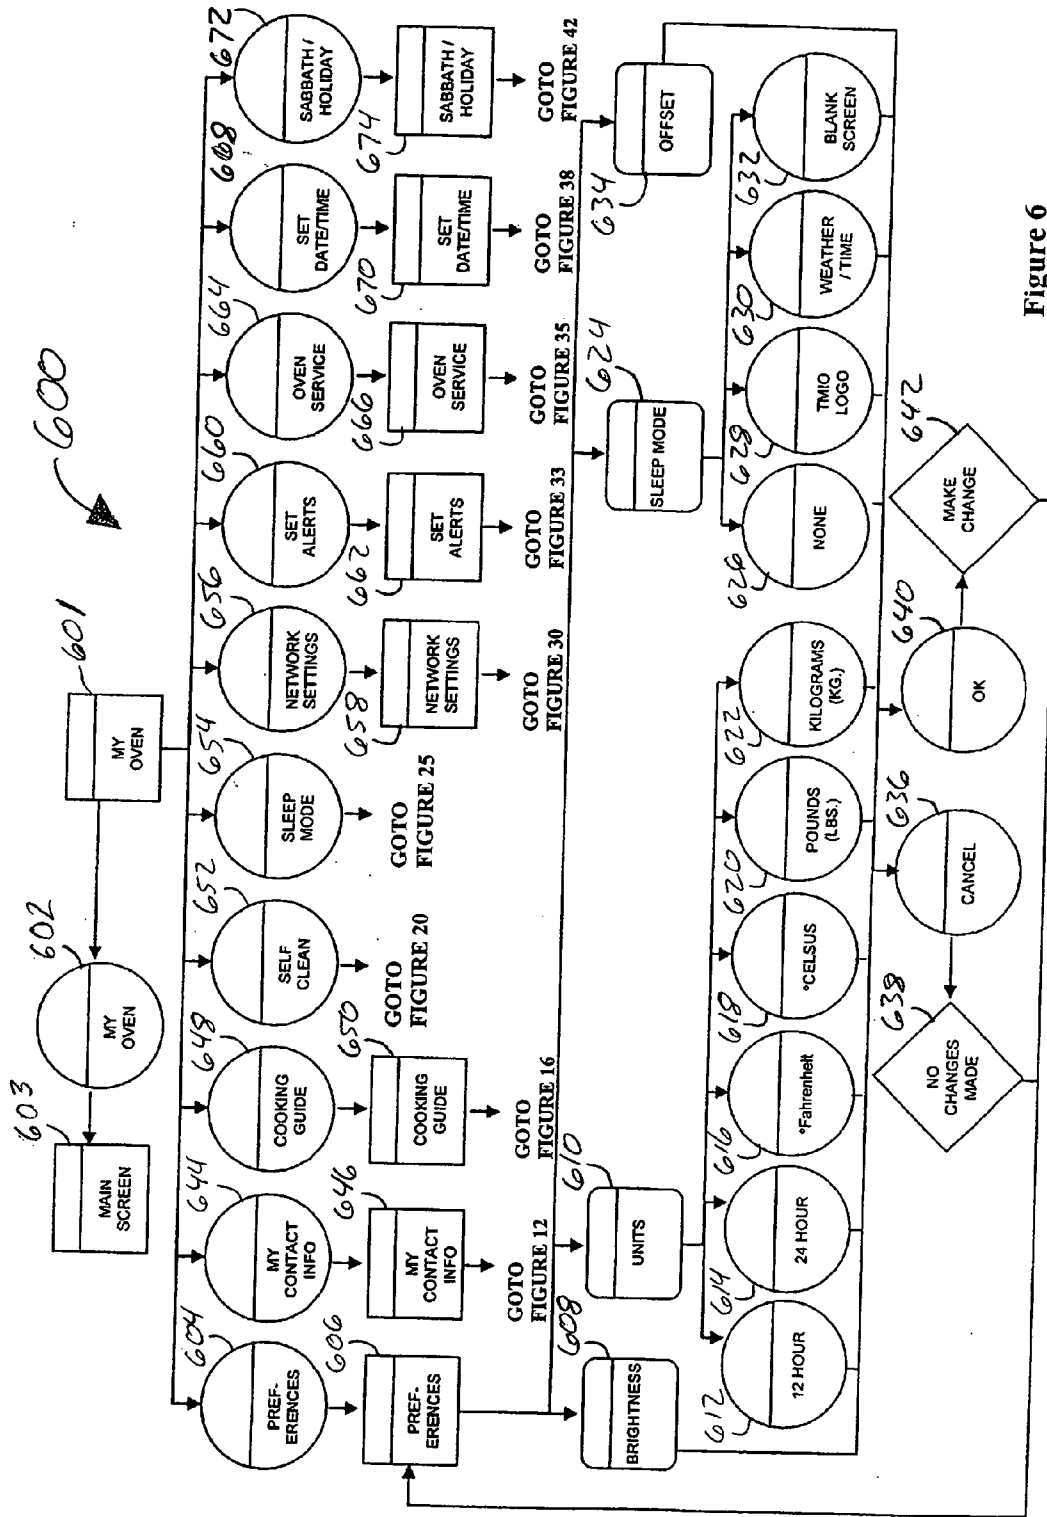 600
603
602
601
MAIN
SCREEN
MY
OVEN
MY
OVEN
604
644
648
652
654
656
660
664
608
672
PREF-
ERENCES
MY
CONTACT
INFO
COOKING
GUIDE
SELF
CLEAN
SLEEP
MODE
NETWORK
SETTINGS
SET
ALERTS
OVEN
SERVICE
SET
DATE/TIME
SABBATH /
HOLIDAY
606
646
650
658
662
666
670
674
PREF-
ERENCES
MY
CONTACT
INFO
COOKING
GUIDE
GOTO
FIGURE 20
GOTO
FIGURE 25
NETWORK
SETTINGS
SET
ALERTS
OVEN
SERVICE
SET
DATE/TIME
SABBATH /
HOLIDAY
GOTO
FIGURE 12
GOTO
FIGURE 16
GOTO
FIGURE 30
GOTO
FIGURE 33
GOTO
FIGURE 35
GOTO
FIGURE 38
GOTO
FIGURE 42
608
610
624
634
BRIGHTNESS
UNITS
SLEEP MODE
OFFSET
612
614
616
618
620
622
626
628
630
632
12 HOUR
24 HOUR
°Fahrenheit
°CELSUS
POUNDS
(LBS.)
KILOGRAMS
(KG.)
NONE
TMIO
LOGO
WEATHER
/ TIME
BLANK
SCREEN
638
636
640
642
NO
CHANGES
MADE
CANCEL
OK
MAKE
CHANGE
Figure 6